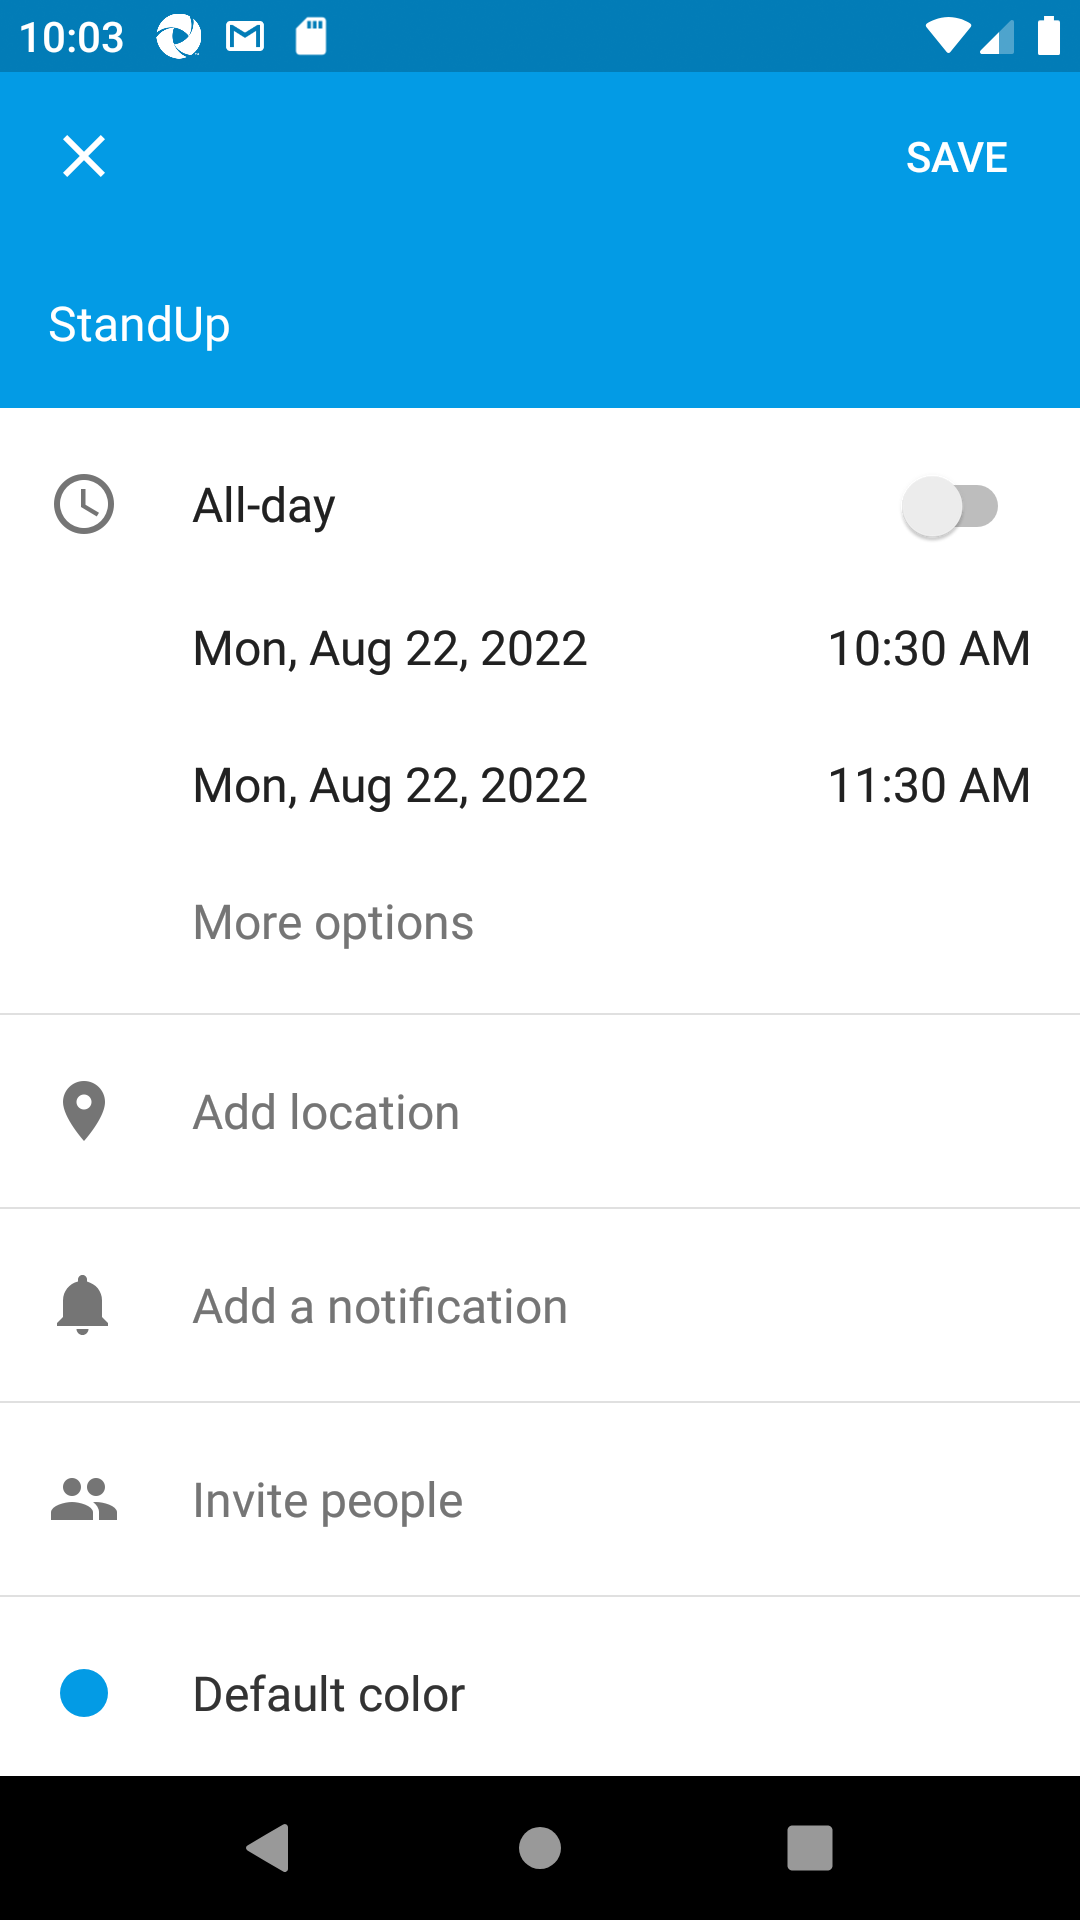 10:03
SAVE
StandUp
All-day
Mon, Aug 22, 2022 10:30 AM
Mon, Aug 22, 2022 11:30 AM
More options
Add location
Add a notification
Invite people
Default color